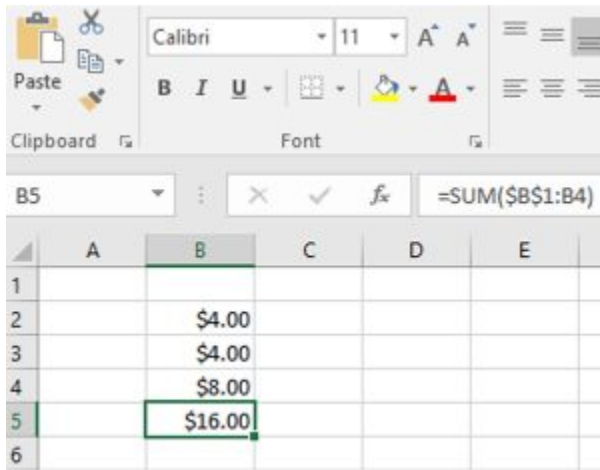 Calibri 11 A A
Paste
B I U A
Clipboard Font
B5 fx =SUM($B$1:B4)
A B C D E
1
2 $4.00
3 $4.00
4 $8.00
5 $16.00
6